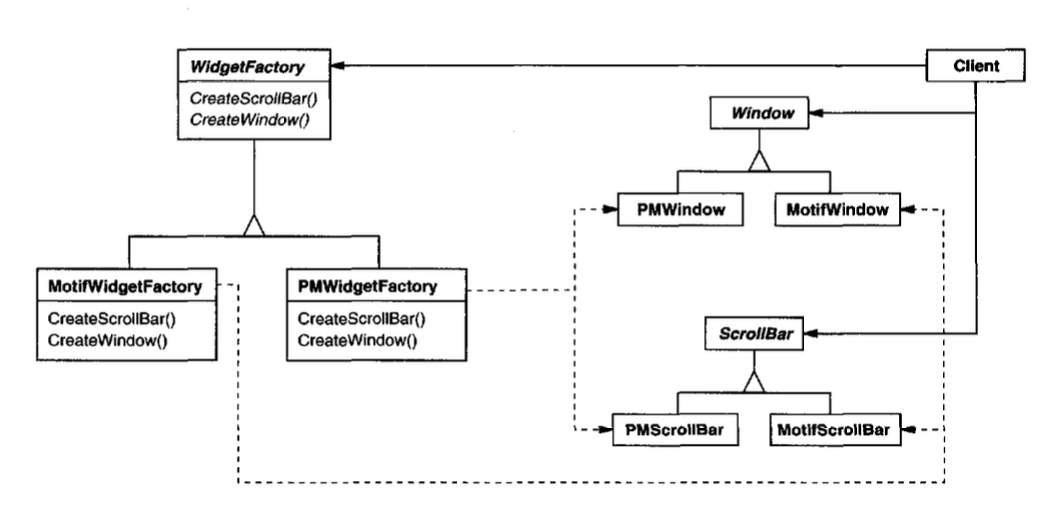 WidgetFactory
CreateScrollBar()
CreateWindow()
Client
Window
PMWindow
MotifWindow
MotifWidgetFactory
CreateScrollBar()
CreateWindow()
PMWidgetFactory
CreateScrollBar()
CreateWindow()
ScrollBar
PMScrollBar
MotifScrollBar